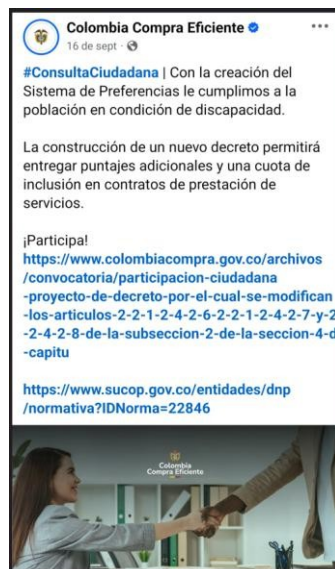 Colombia Compra Eficiente
16 de sept
#ConsultaCiudadana | Con la creación del
Sistema de Preferencias le cumplimos a la
población en condición de discapacidad.
La construcción de un nuevo decreto permitirá
entregar puntajes adicionales y una cuota de
inclusión en contratos de prestación de
servicios.
¡Participa!
https://www.colombiacompra.gov.co/archivos
/convocatoria/participacion-ciudadana
-proyecto-de-decreto-por-el-cual-se-modifican
-los-articulos-2-2-1-2-4-2-6-2-2-1-2-4-2-7-y-2
-2-4-2-8-de-la-subseccion-2-de-la-seccion-4-d
-capitu
https://www.sucop.gov.co/entidades/dnp
/normativa?IDNorma=22846
Colombia
Compra Eficiente